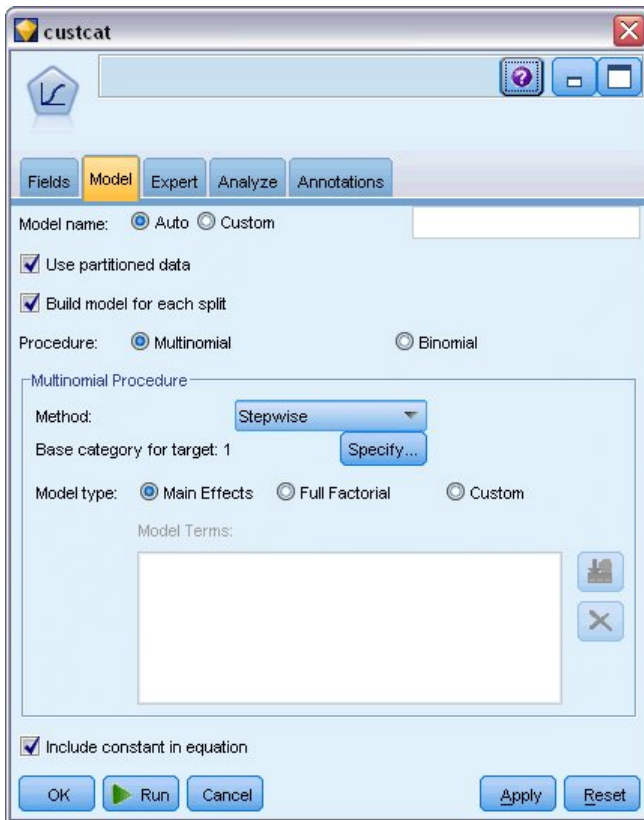 custcat
Fields Model Expert Analyze Annotations
Model name: Auto Custom
Use partitioned data
Build model for each split
Procedure: Multinomial Binomial
Multinomial Procedure
Method: Stepwise
Base category for target: 1 Specify...
Model type: Main Effects Full Factorial Custom
Model Terms:
Include constant in equation
OK Run Cancel Apply Reset